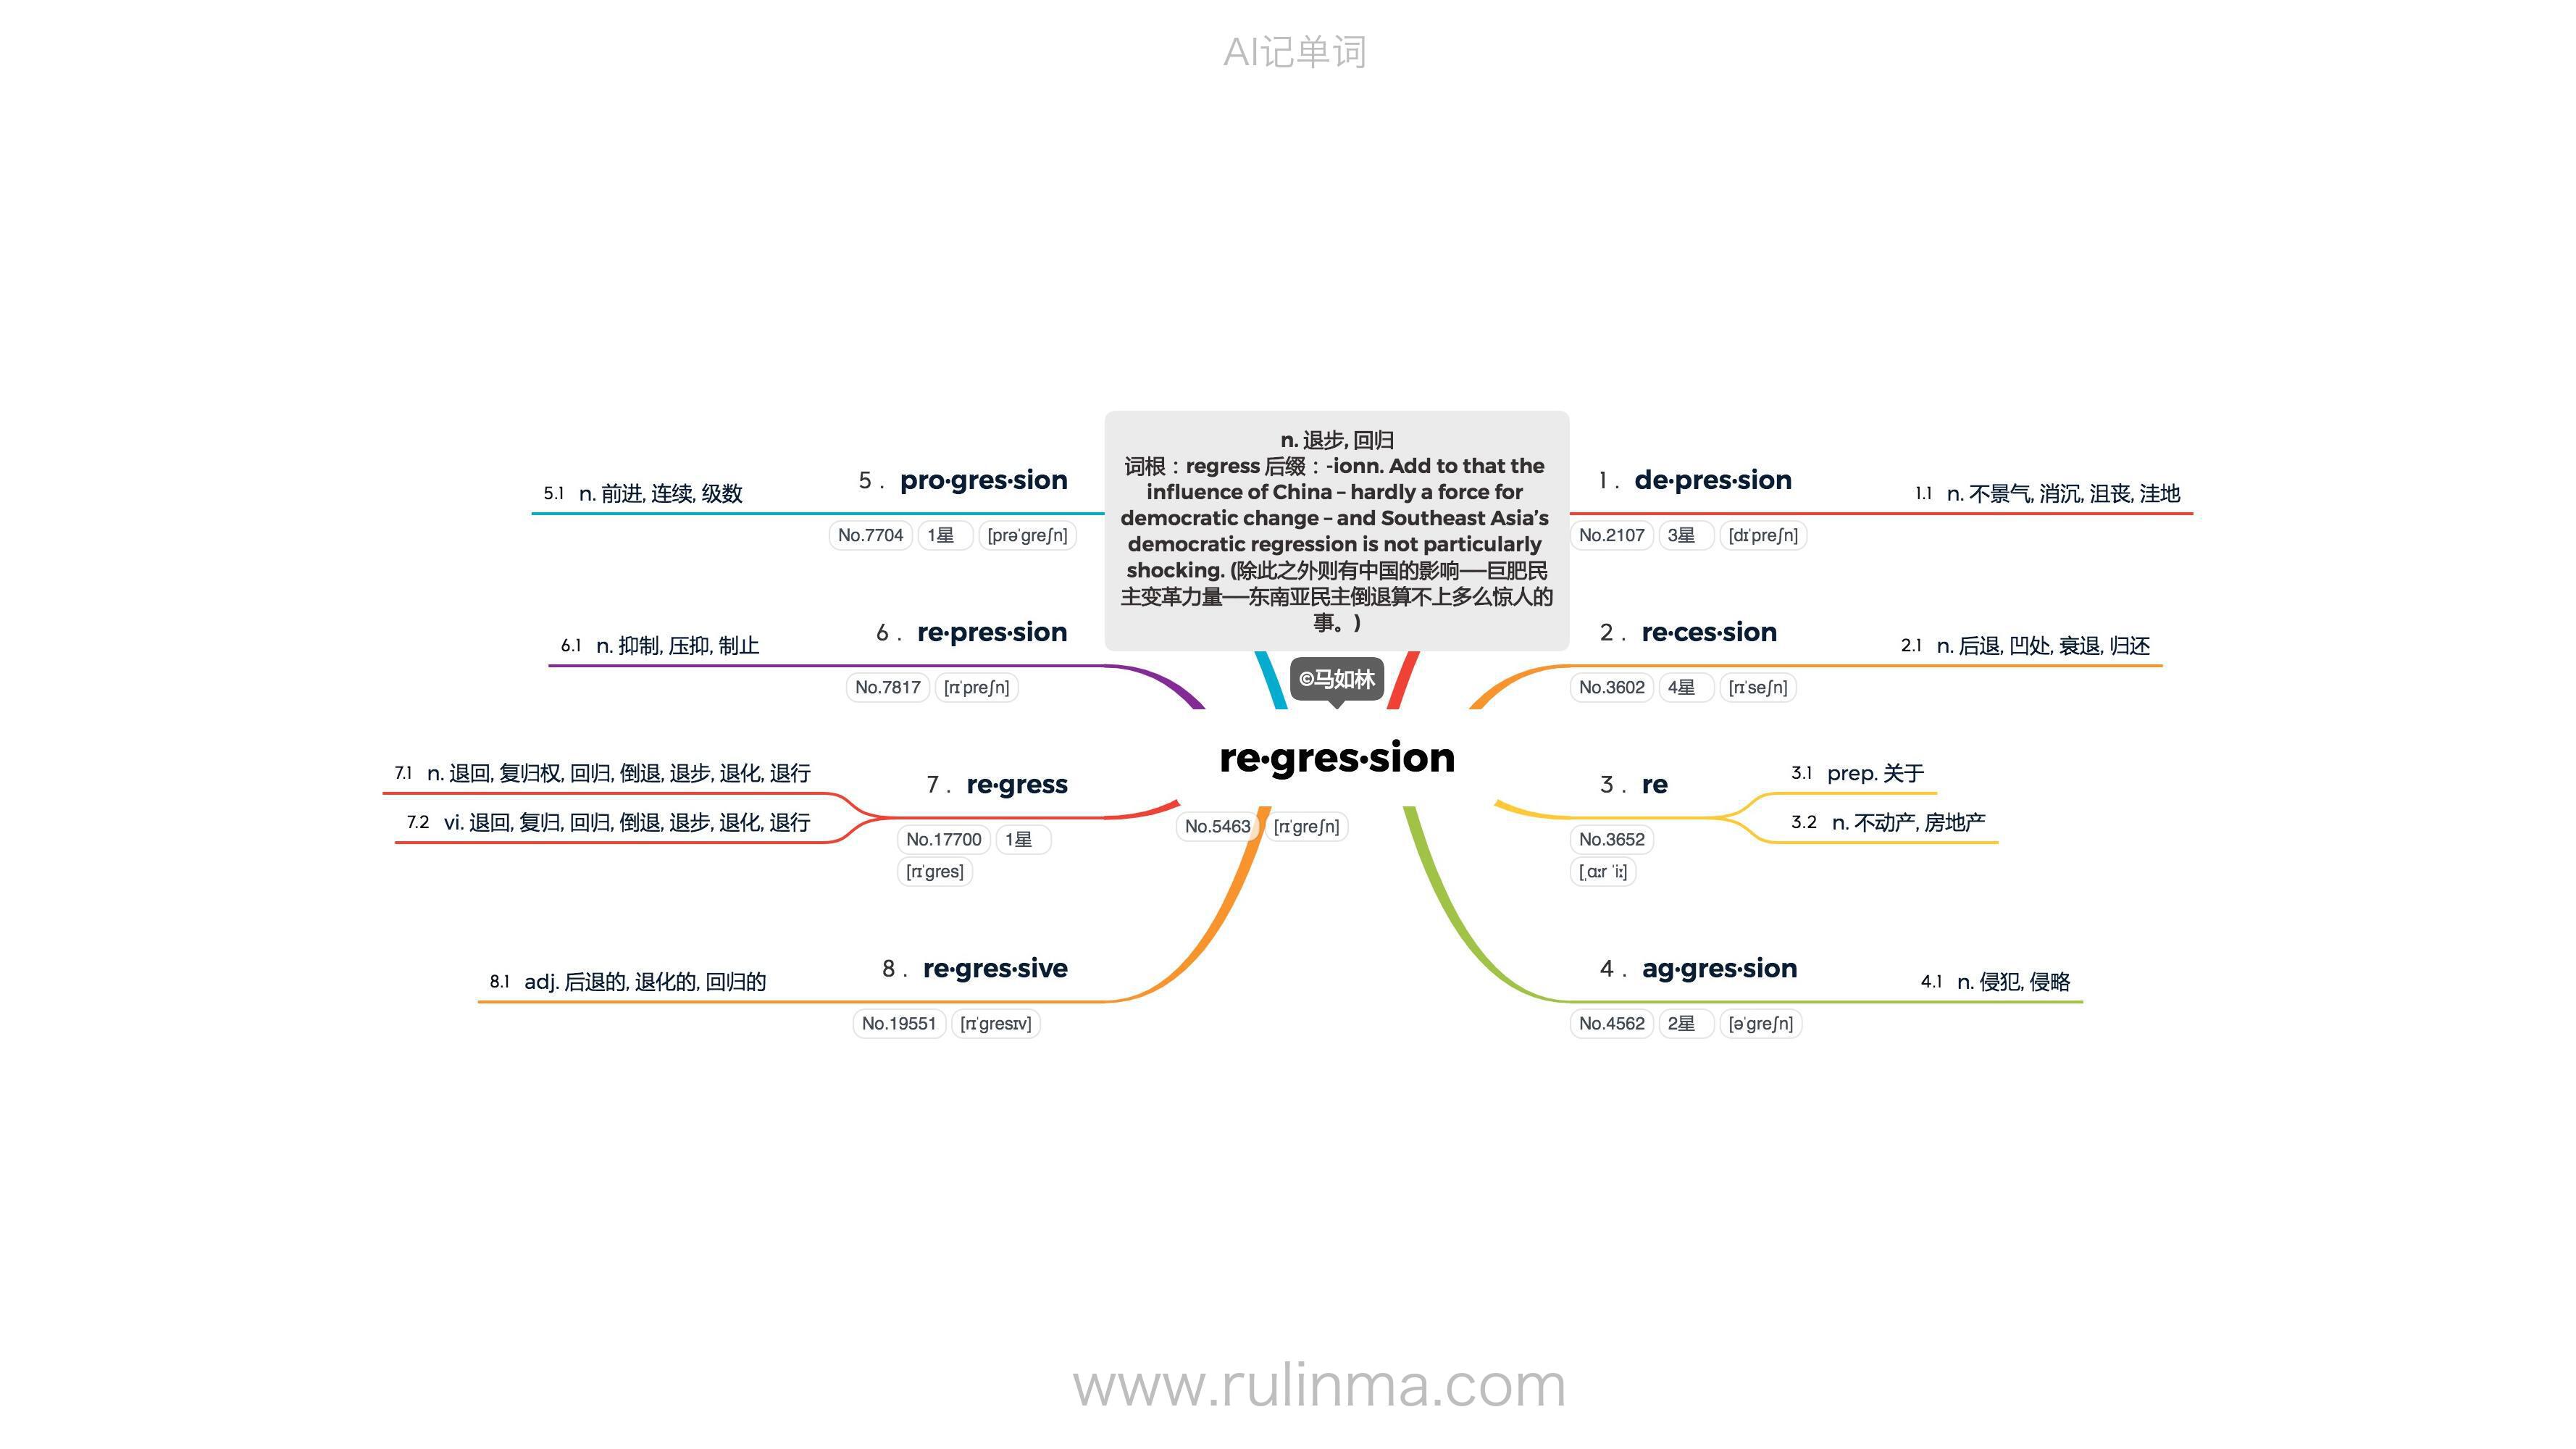 AI记单词
n. 退步, 回归
词根：regress 后缀：-ionn. Add to that the
influence of China – hardly a force for
democratic change – and Southeast Asia's
democratic regression is not particularly
shocking. (除此之外则有中国的影响──巨肥民
主变革力量──东南亚民主倒退算不上多么惊人的
事。)
©马如林
re·gres·sion
No.5463 [rɪˈɡreʃn]
1 . de·pres·sion
No.2107 3星 [dɪˈpreʃn]
1.1 n. 不景气, 消沉, 沮丧, 洼地
2 . re·ces·sion
No.3602 4星 [rɪˈseʃn]
2.1 n. 后退, 凹处, 衰退, 归还
3 . re
No.3652
[ˌɑːr ˈiː]
3.1 prep. 关于
3.2 n. 不动产, 房地产
4 . ag·gres·sion
No.4562 2星 [əˈɡreʃn]
4.1 n. 侵犯, 侵略
5 . pro·gres·sion
No.7704 1星 [prəˈɡreʃn]
5.1 n. 前进, 连续, 级数
6 . re·pres·sion
No.7817 [rɪˈpreʃn]
6.1 n. 抑制, 压抑, 制止
7 . re·gress
No.17700 1星
[rɪˈɡres]
7.1 n. 退回, 复归权, 回归, 倒退, 退步, 退化, 退行
7.2 vi. 退回, 复归, 回归, 倒退, 退步, 退化, 退行
8 . re·gres·sive
No.19551 [rɪˈɡresɪv]
8.1 adj. 后退的, 退化的, 回归的
www.rulinma.com